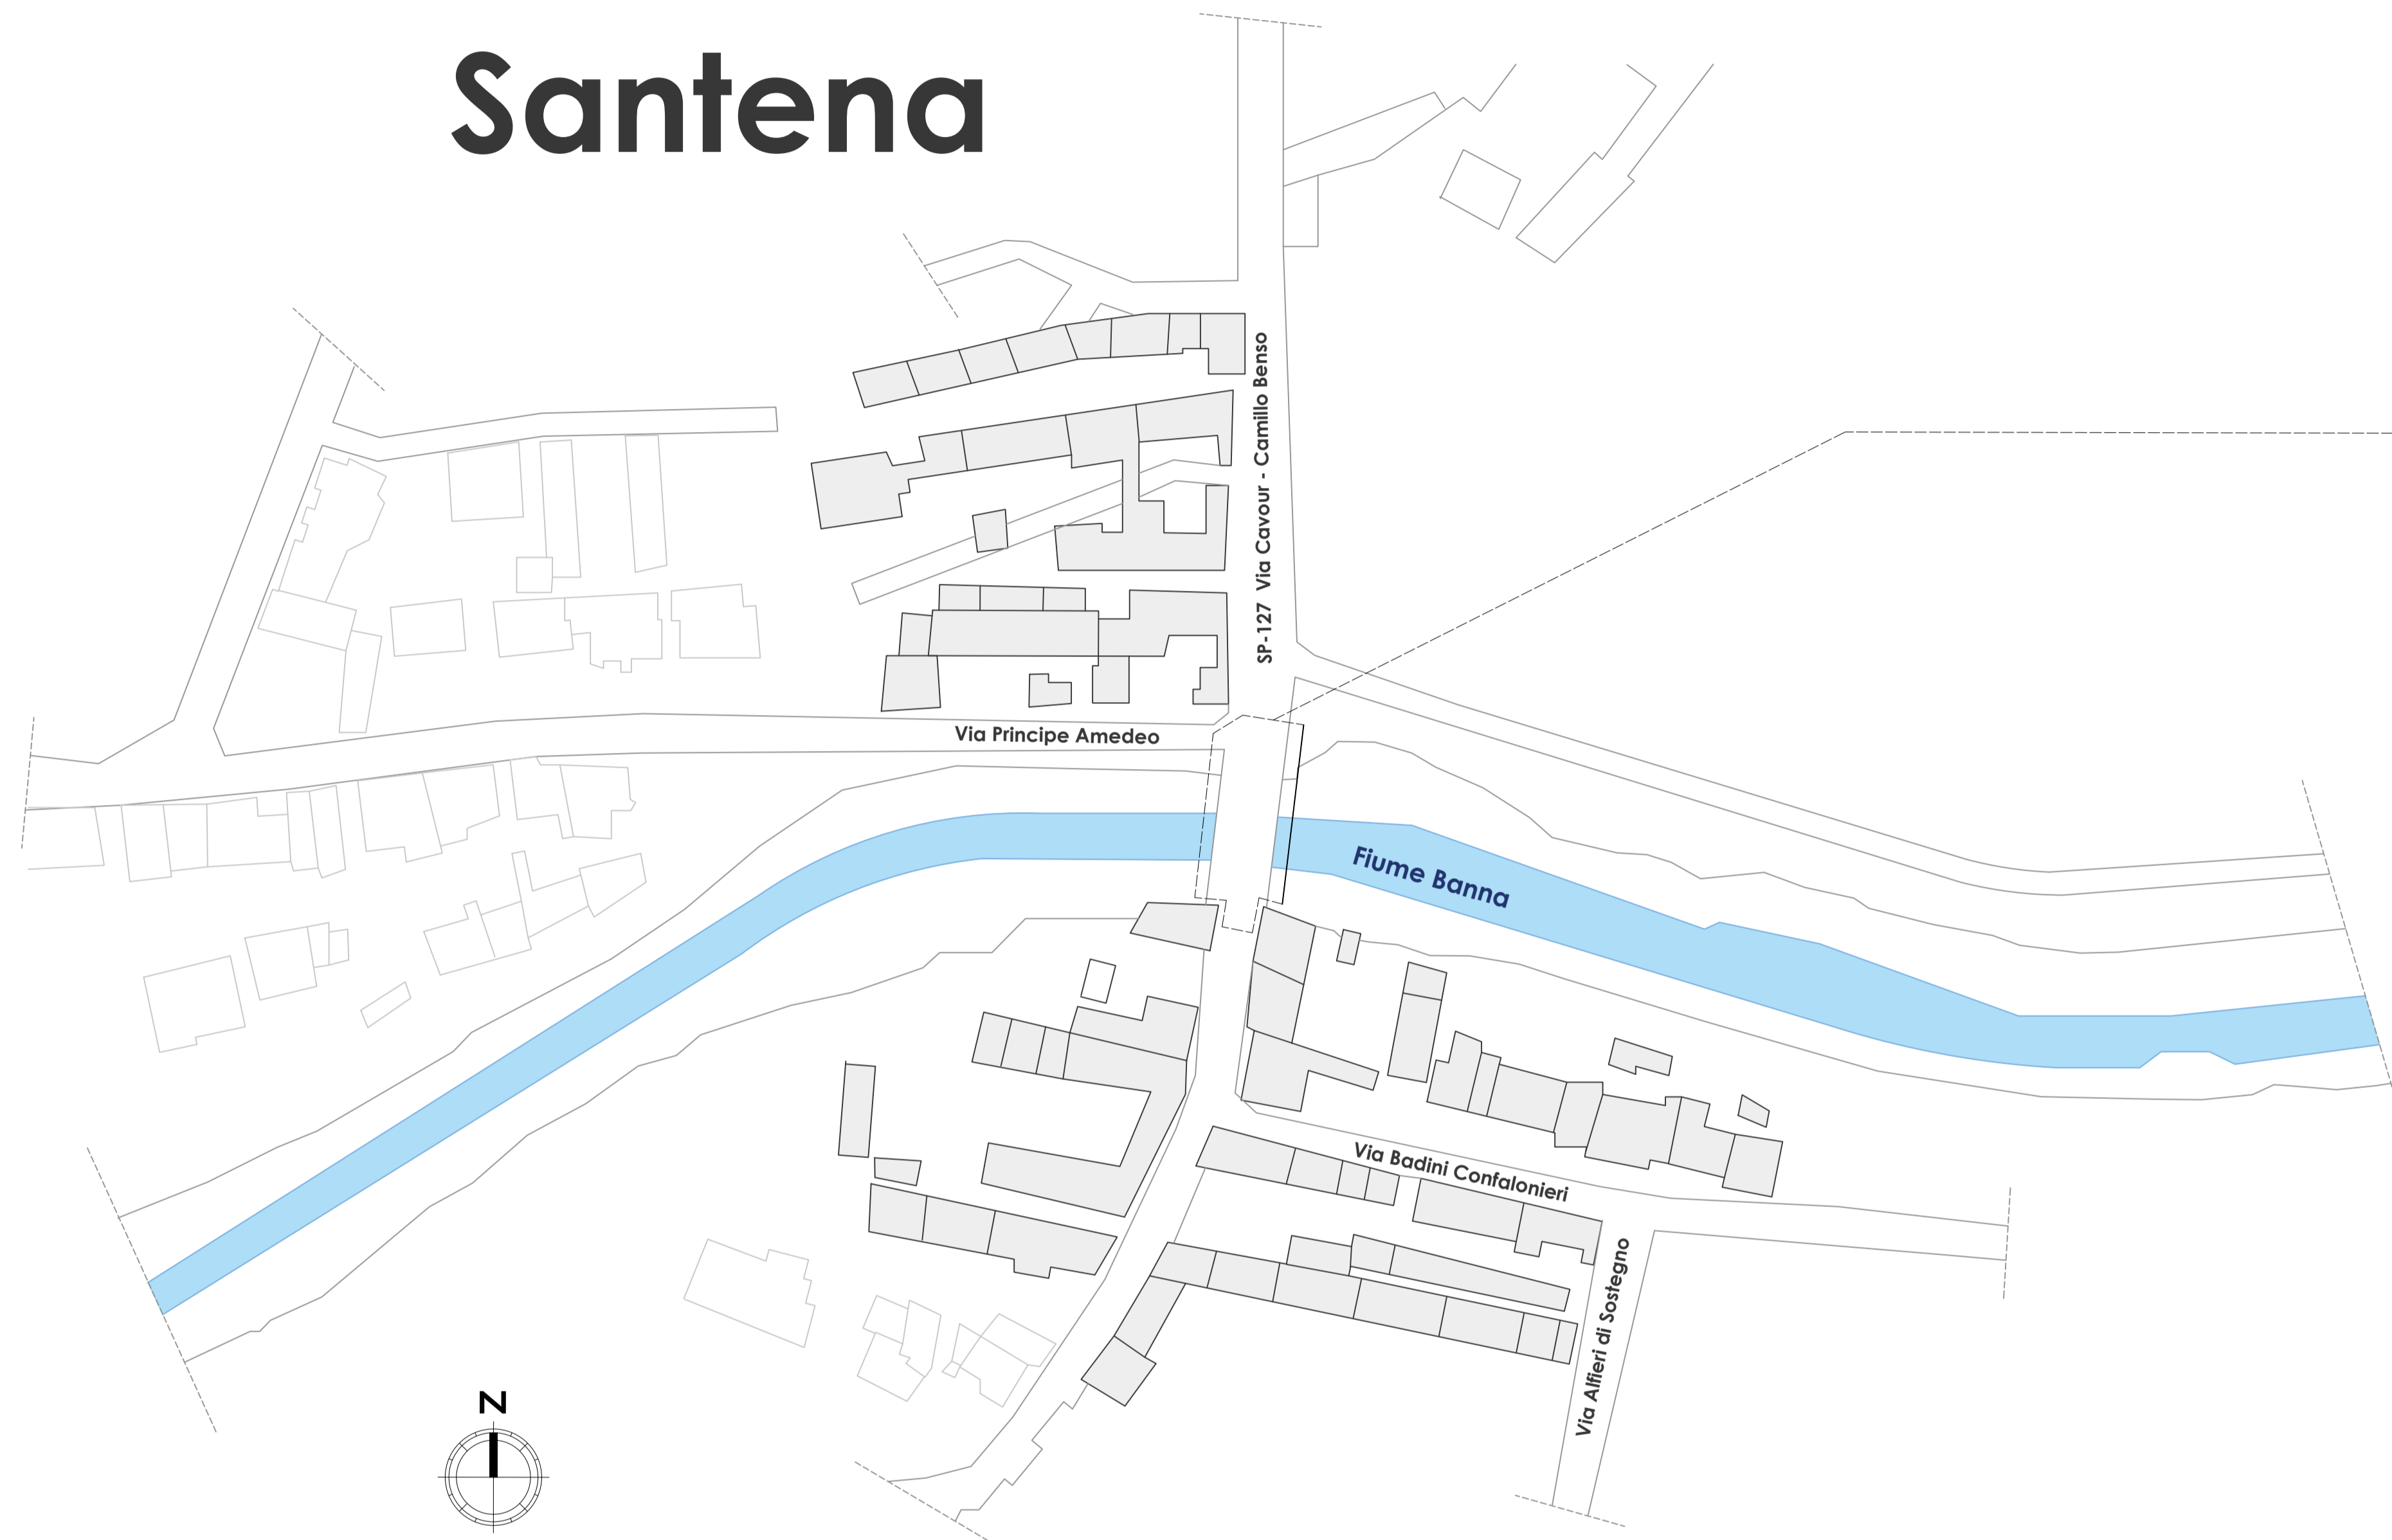 Santena
SP-127 Via Cavour - Camillo Benso
Via Principe Amedeo
Fiume Banna
Via Badini Confalonieri
Via Alfieri di Sostegno
N